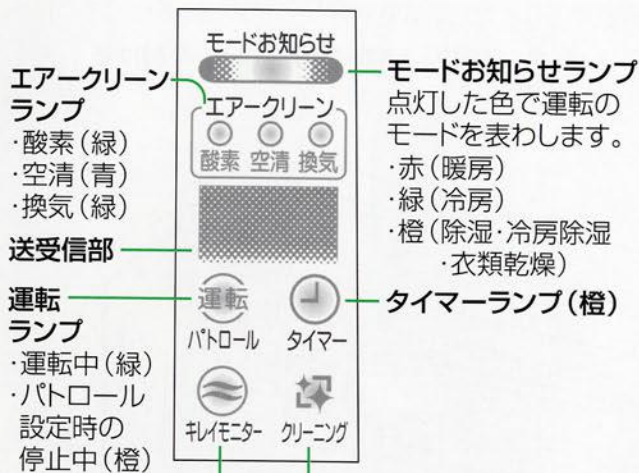 エアークリーン
ランプ
・酸素(緑)
・空清(青)
・換気(緑)
送受信部
運転
ランプ
・運転中(緑)
・パトロール
設定時の
停止中(橙)
モードお知らせ
エアークリーン
酸素 空清 換気
運転
パトロール タイマー
キレイモニター クリーニング
モードお知らせランプ
点灯した色で運転の
モードを表わします。
・赤(暖房)
・緑(冷房)
・橙(除湿・冷房除湿
・衣類乾燥)
タイマーランプ(橙)